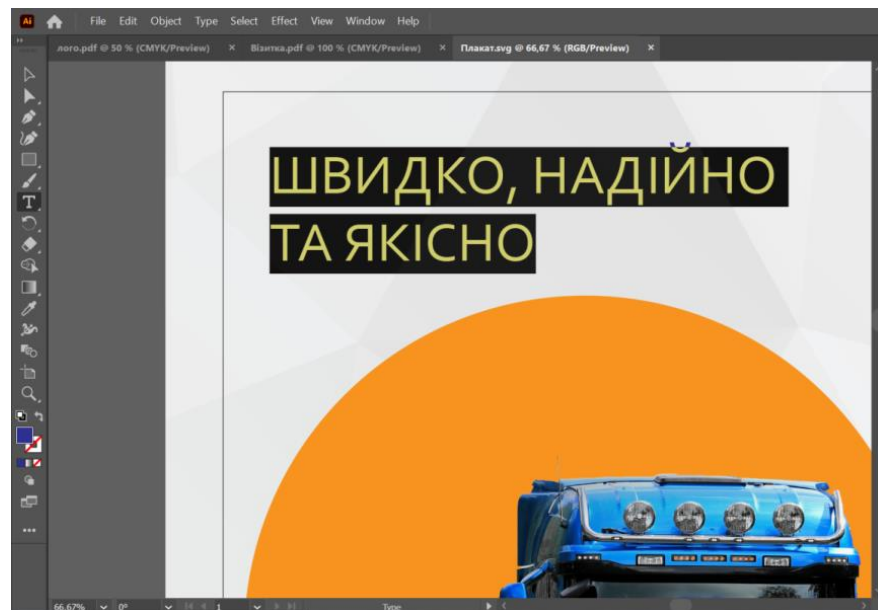 Ai File Edit Object Type Select Effect View Window Help
лого.pdf @ 50 % (CMYK/Preview) × Візитка.pdf @ 100 % (CMYK/Preview) × Плакат.svg @ 66,67 % (RGB/Preview) ×
ШВИДКО, НАДІЙНО
ТА ЯКІСНО
66,67% 0° 1 Type